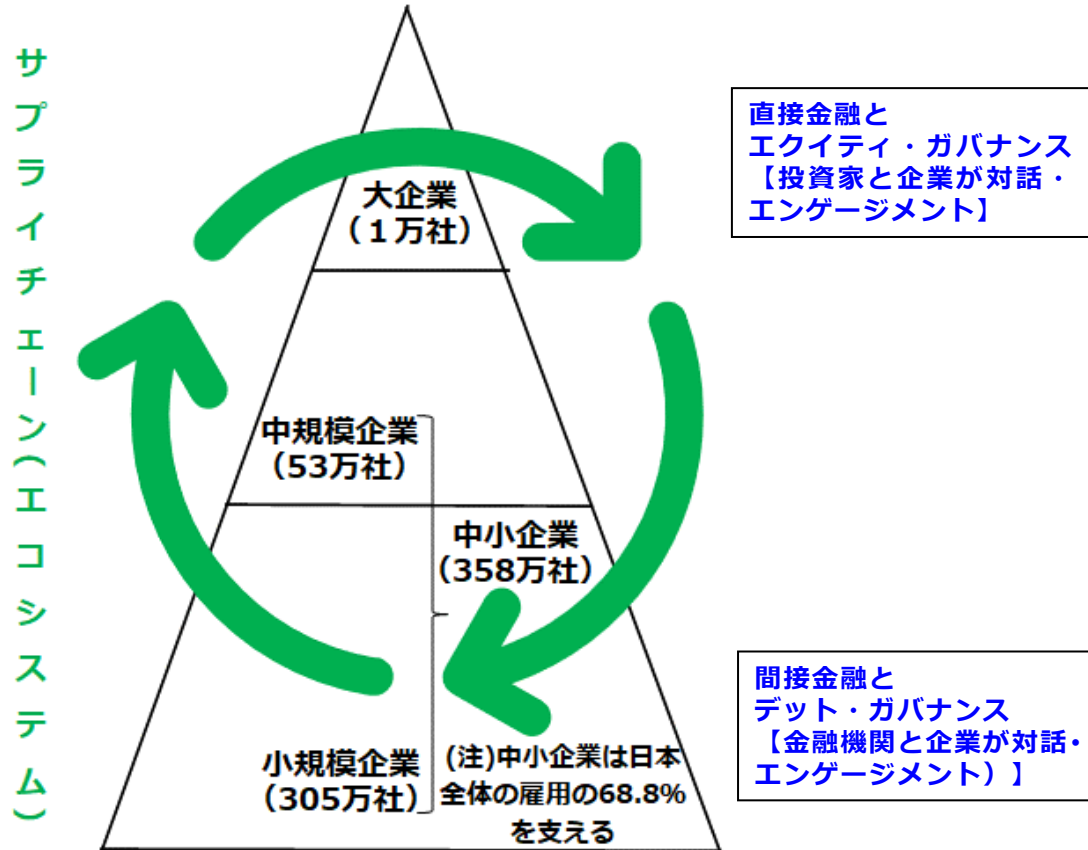 サプライチェーン(エコシステム)
直接金融と
エクイティ・ガバナンス
【投資家と企業が対話・
エンゲージメント】
大企業
（１万社）
中規模企業
（53万社）
中小企業
（358万社）
小規模企業
（305万社）
(注)中小企業は日本
全体の雇用の68.8%
を支える
間接金融と
デット・ガバナンス
【金融機関と企業が対話・
エンゲージメント）】